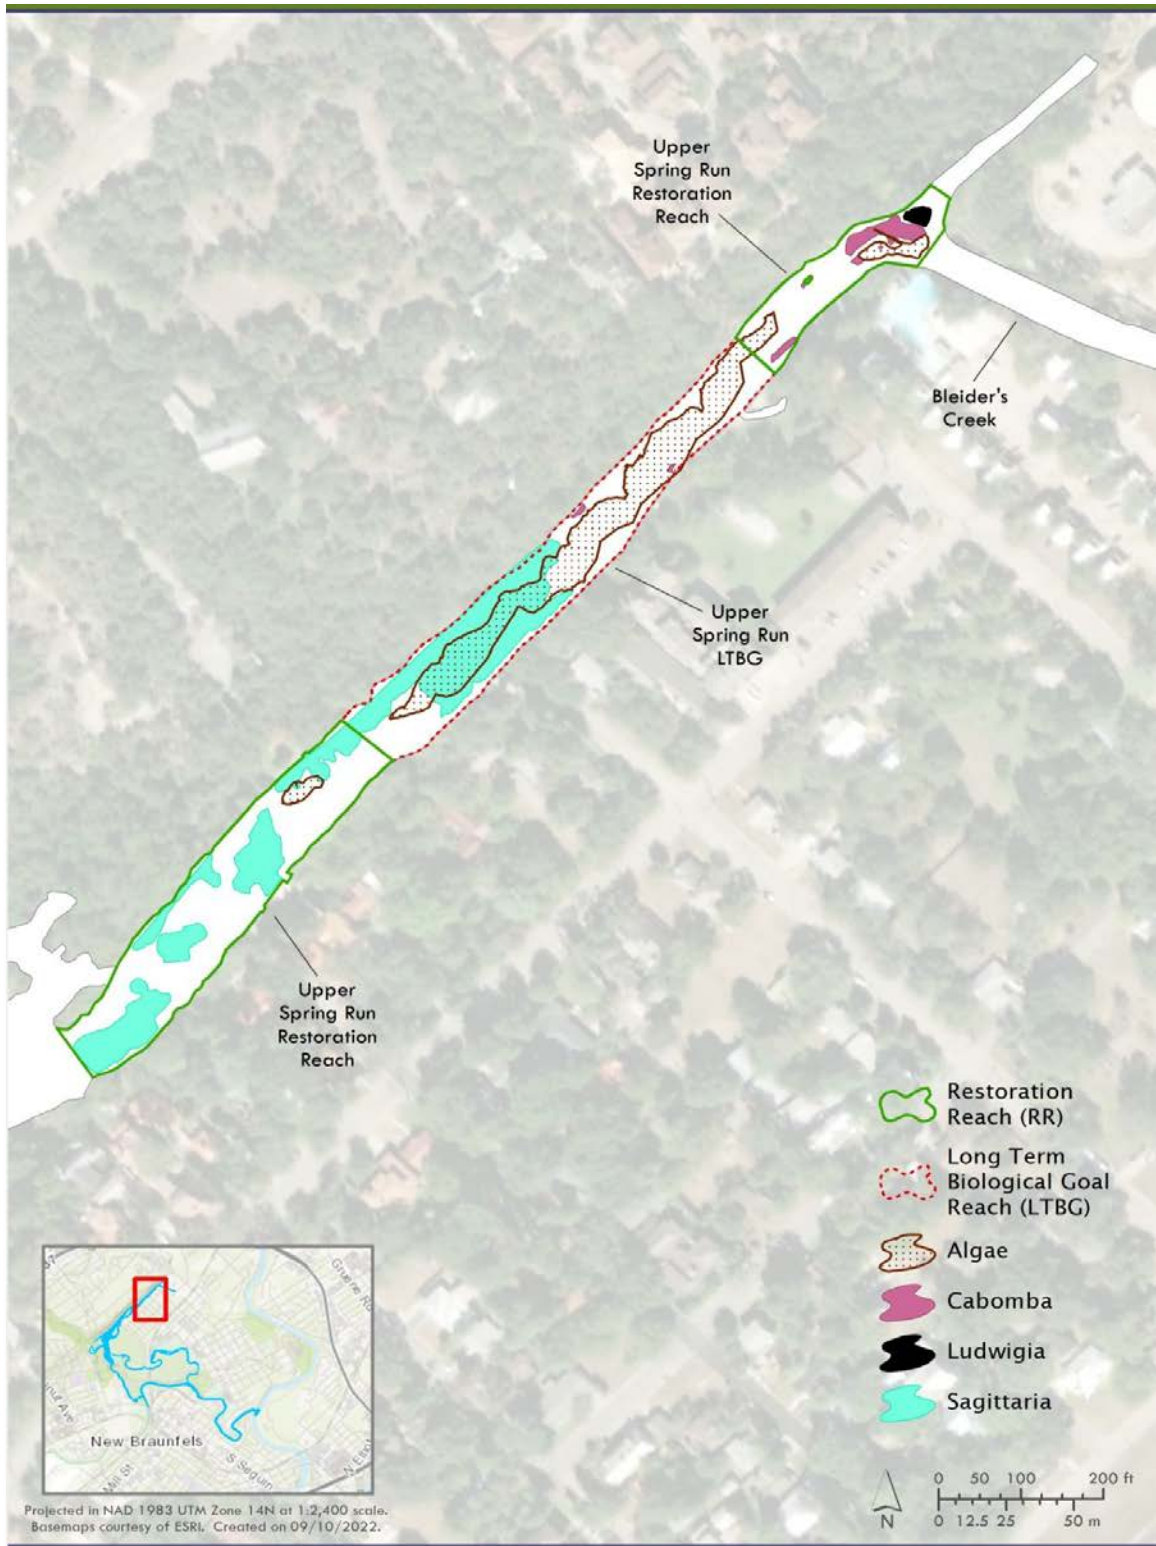 Upper
Spring Run
Restoration
Reach
Bleider's
Creek
Upper
Spring Run
LTBG
Upper
Spring Run
Restoration
Reach
Restoration
Reach (RR)
Long Term
Biological Goal
Reach (LTBG)
Algae
Cabomba
Ludwigia
Sagittaria
Gruene Rd
New Braunfels
S Seguin
Mill St
N
0 50 100 200 ft
0 12.5 25 50 m
Projected in NAD 1983 UTM Zone 14N at 1:2,400 scale.
Basemaps courtesy of ESRI. Created on 09/10/2022.